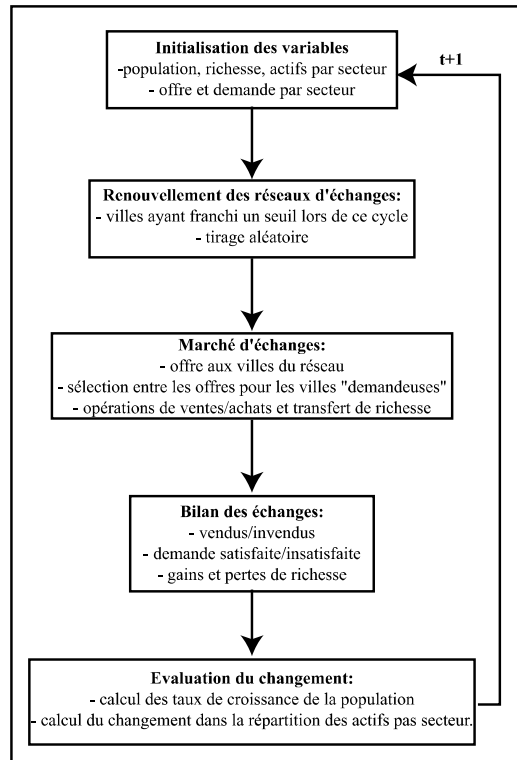 Initialisation des variables
-population, richesse, actifs par secteur
- offre et demande par secteur
t+1
Renouvellement des réseaux d'échanges:
- villes ayant franchi un seuil lors de ce cycle
- tirage aléatoire
Marché d'échanges:
- offre aux villes du réseau
- sélection entre les offres pour les villes "demandeuses"
- opérations de ventes/achats et transfert de richesse
Bilan des échanges:
- vendus/invendus
- demande satisfaite/insatisfaite
- gains et pertes de richesse
Evaluation du changement:
- calcul des taux de croissance de la population
- calcul du changement dans la répartition des actifs pas secteur.